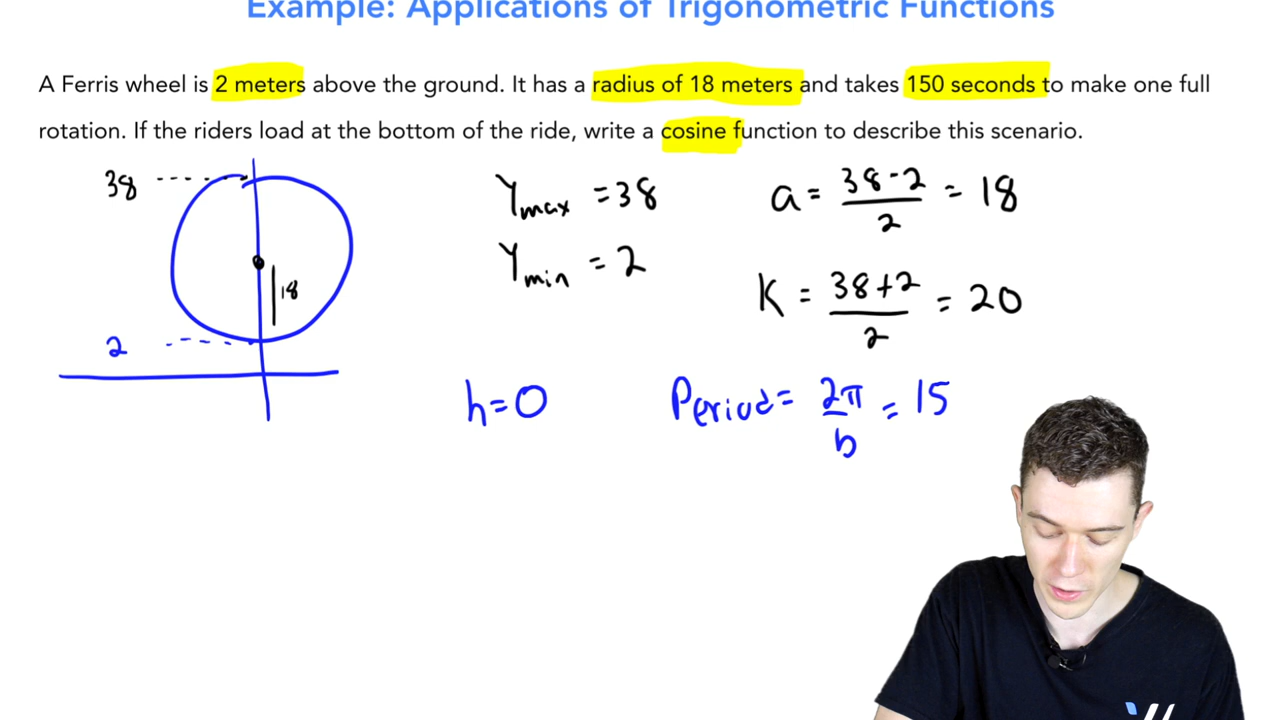 Example: Applications of Trigonometric Functions
A Ferris wheel is 2 meters above the ground. It has a radius of 18 meters and takes 150 seconds to make one full
rotation. If the riders load at the bottom of the ride, write a cosine function to describe this scenario.
38
18
2
Ymax = 38
Ymin = 2
a = 38-2/2 = 18
K = 38+2/2 = 20
h=0
Period = 2π/b = 15